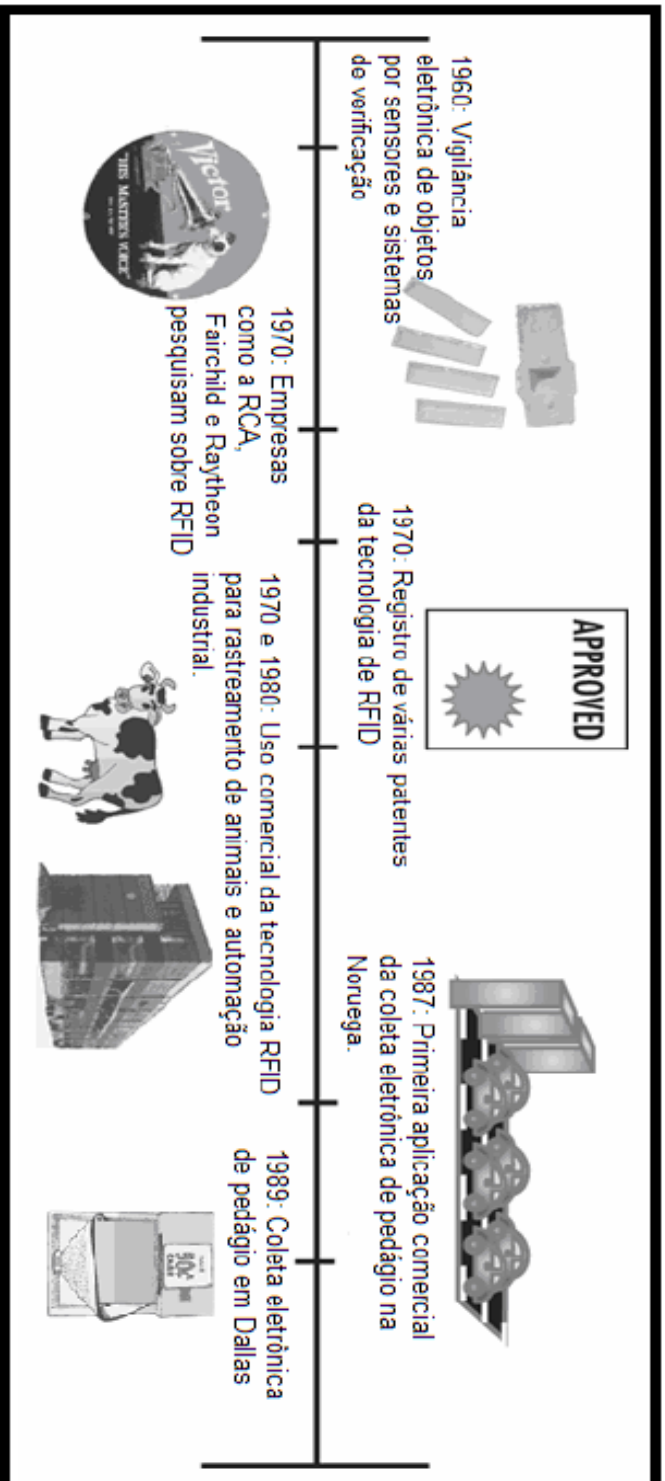 1960: Vigilância
eletrônica de objetos
por sensores e sistemas
de verificação
Victor
"HIS MASTER'S VOICE"
1970: Empresas
como a RCA,
Fairchild e Raytheon
pesquisam sobre RFID
APPROVED
1970: Registro de várias patentes
da tecnologia de RFID
1970 e 1980: Uso comercial da tecnologia RFID
para rastreamento de animais e automação
industrial.
1987: Primeira aplicação comercial
da coleta eletrônica de pedágio na
Noruega.
1989: Coleta eletrônica
de pedágio em Dallas